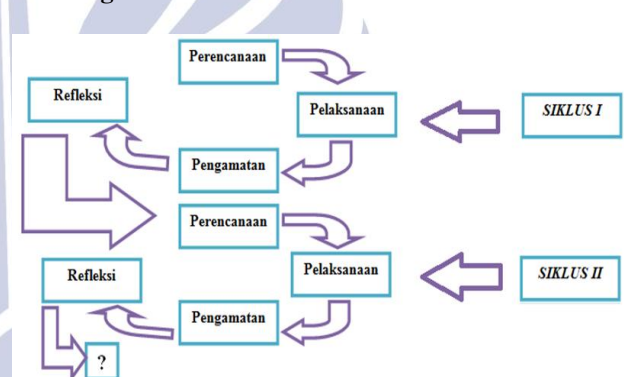 Perencanaan
Refleksi
Pelaksanaan
SIKLUS I
Pengamatan
Perencanaan
Refleksi
Pelaksanaan
SIKLUS II
Pengamatan
?